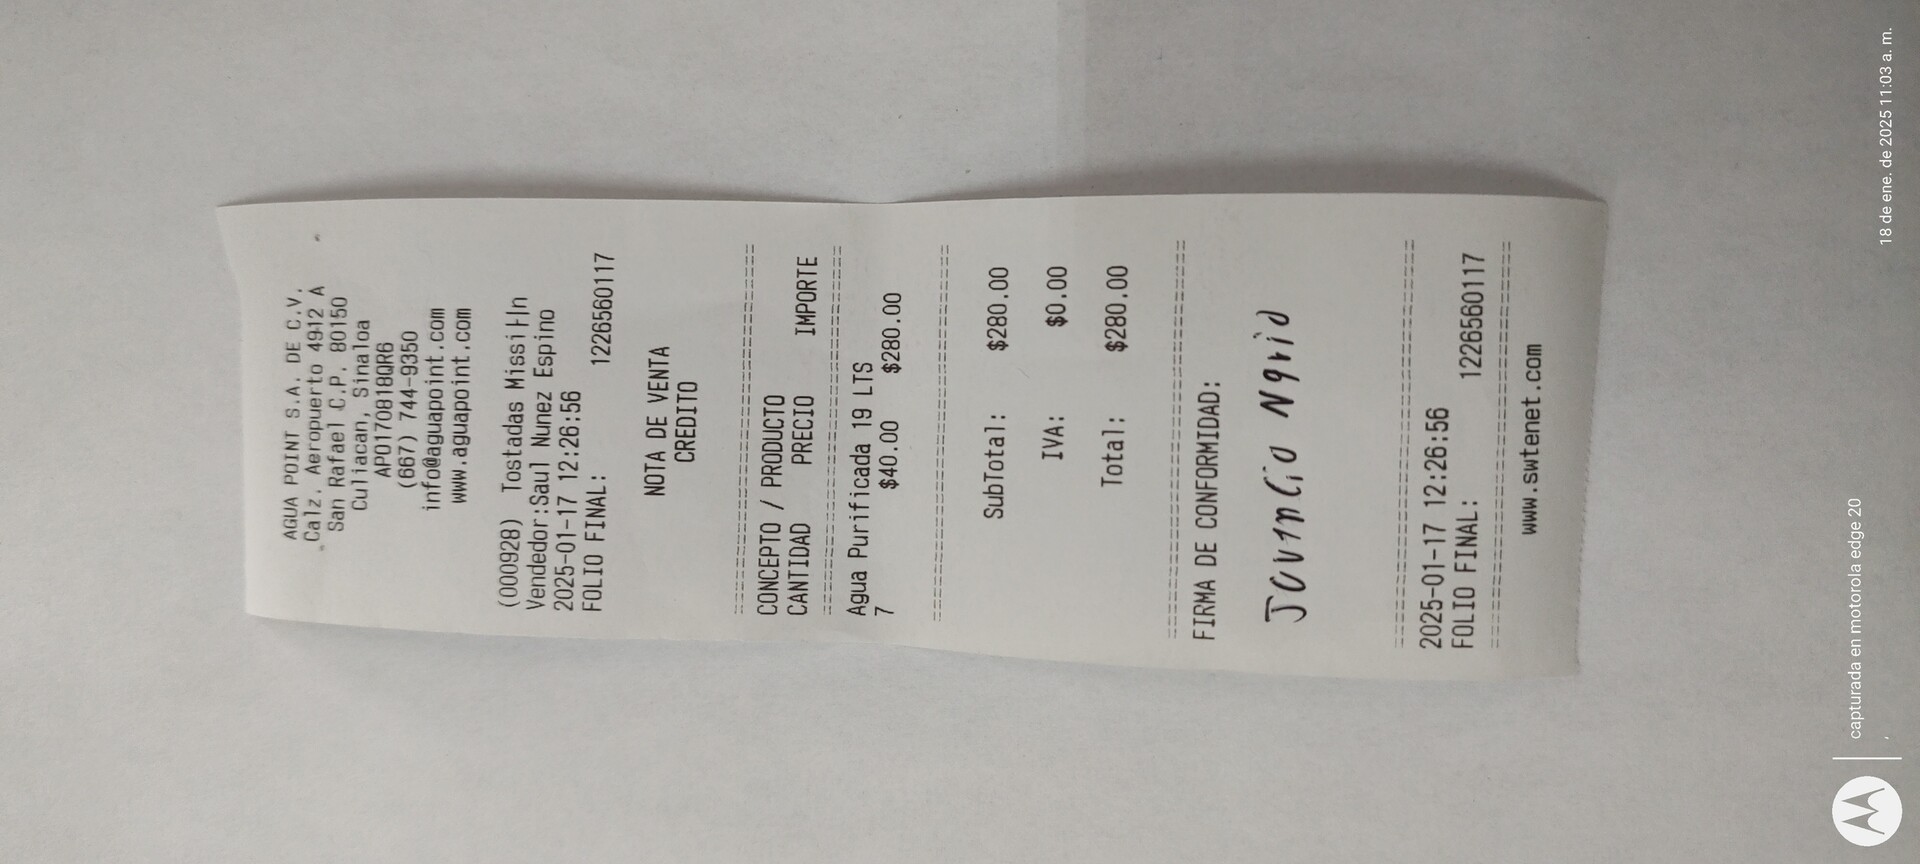 AGUA POINT S.A. DE C.V.
Calz. Aeropuerto 4912 A
San Rafael C.P. 80150
Culiacan, Sinaloa
APO170818QR6
(667) 744-9350
info@aguapoint.com
www.aguapoint.com
(000928) Tostadas Missi Hn
Vendedor:Saul Nunez Espino
2025-01-17 12:26:56
FOLIO FINAL: 1226560117
NOTA DE VENTA
CREDITO
CONCEPTO / PRODUCTO
CANTIDAD PRECIO IMPORTE
Agua Purificada 19 LTS
7 $40.00 $280.00
SubTotal: $280.00
IVA: $0.00
Total: $280.00
FIRMA DE CONFORMIDAD:
2025-01-17 12:26:56
FOLIO FINAL: 1226560117
www.swtenet.com
capturada en motorola edge 20
18 de ene. de 2025 11:03 a. m.